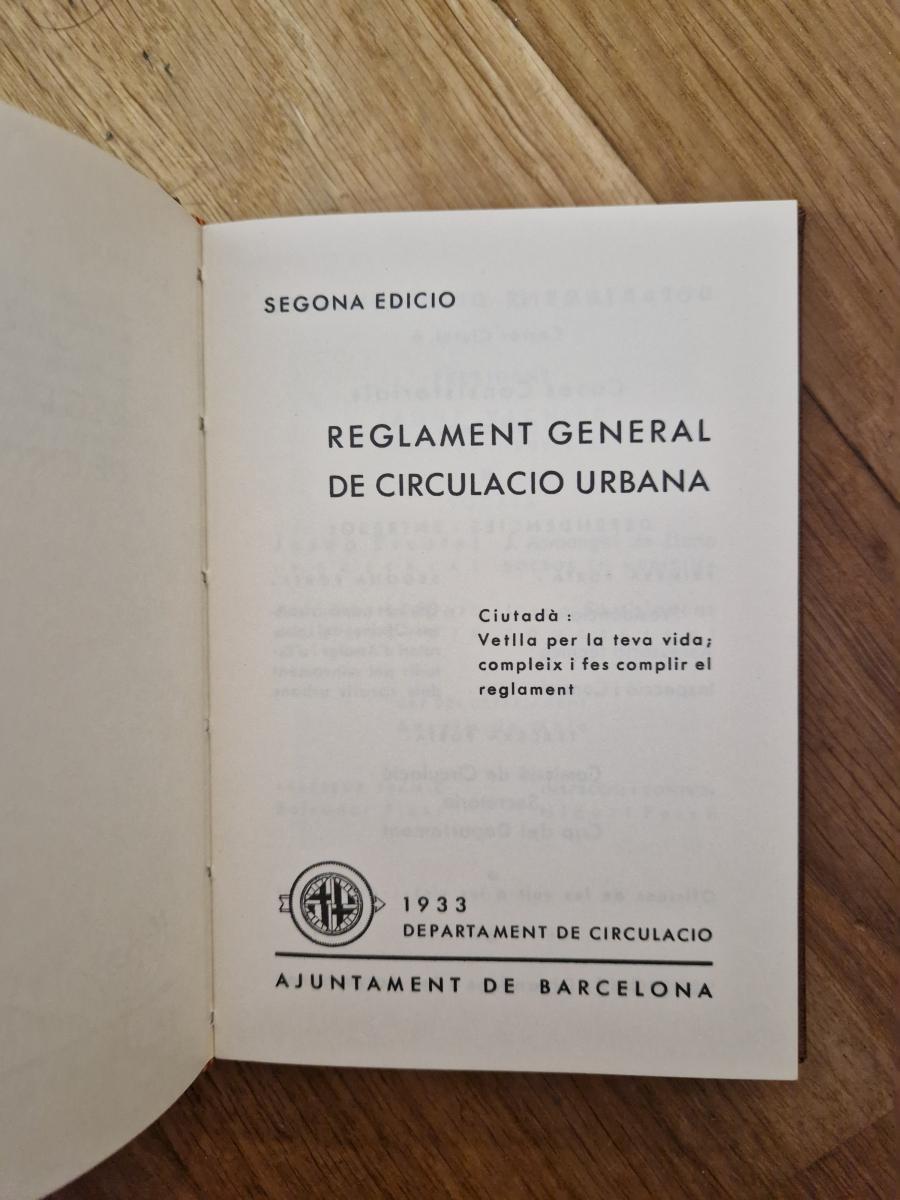 SEGONA EDICIO
REGLAMENT GENERAL
DE CIRCULACIO URBANA
Ciutadà :
Vetlla per la teva vida;
compleix i fes complir el
reglament
1933
DEPARTAMENT DE CIRCULACIO
AJUNTAMENT DE BARCELONA